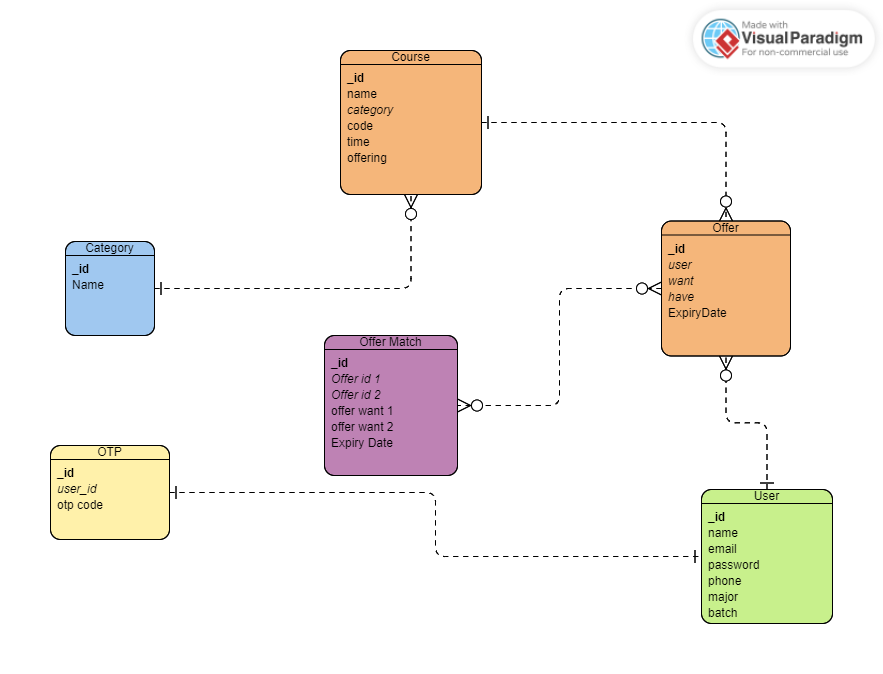 Made with
Visual Paradigm
For non-commercial use
Course
_id
name
category
code
time
offering
Category
_id
Name
Offer
_id
user
want
have
ExpiryDate
Offer Match
_id
Offer id 1
Offer id 2
offer want 1
offer want 2
Expiry Date
OTP
_id
user_id
otp code
User
_id
name
email
password
phone
major
batch